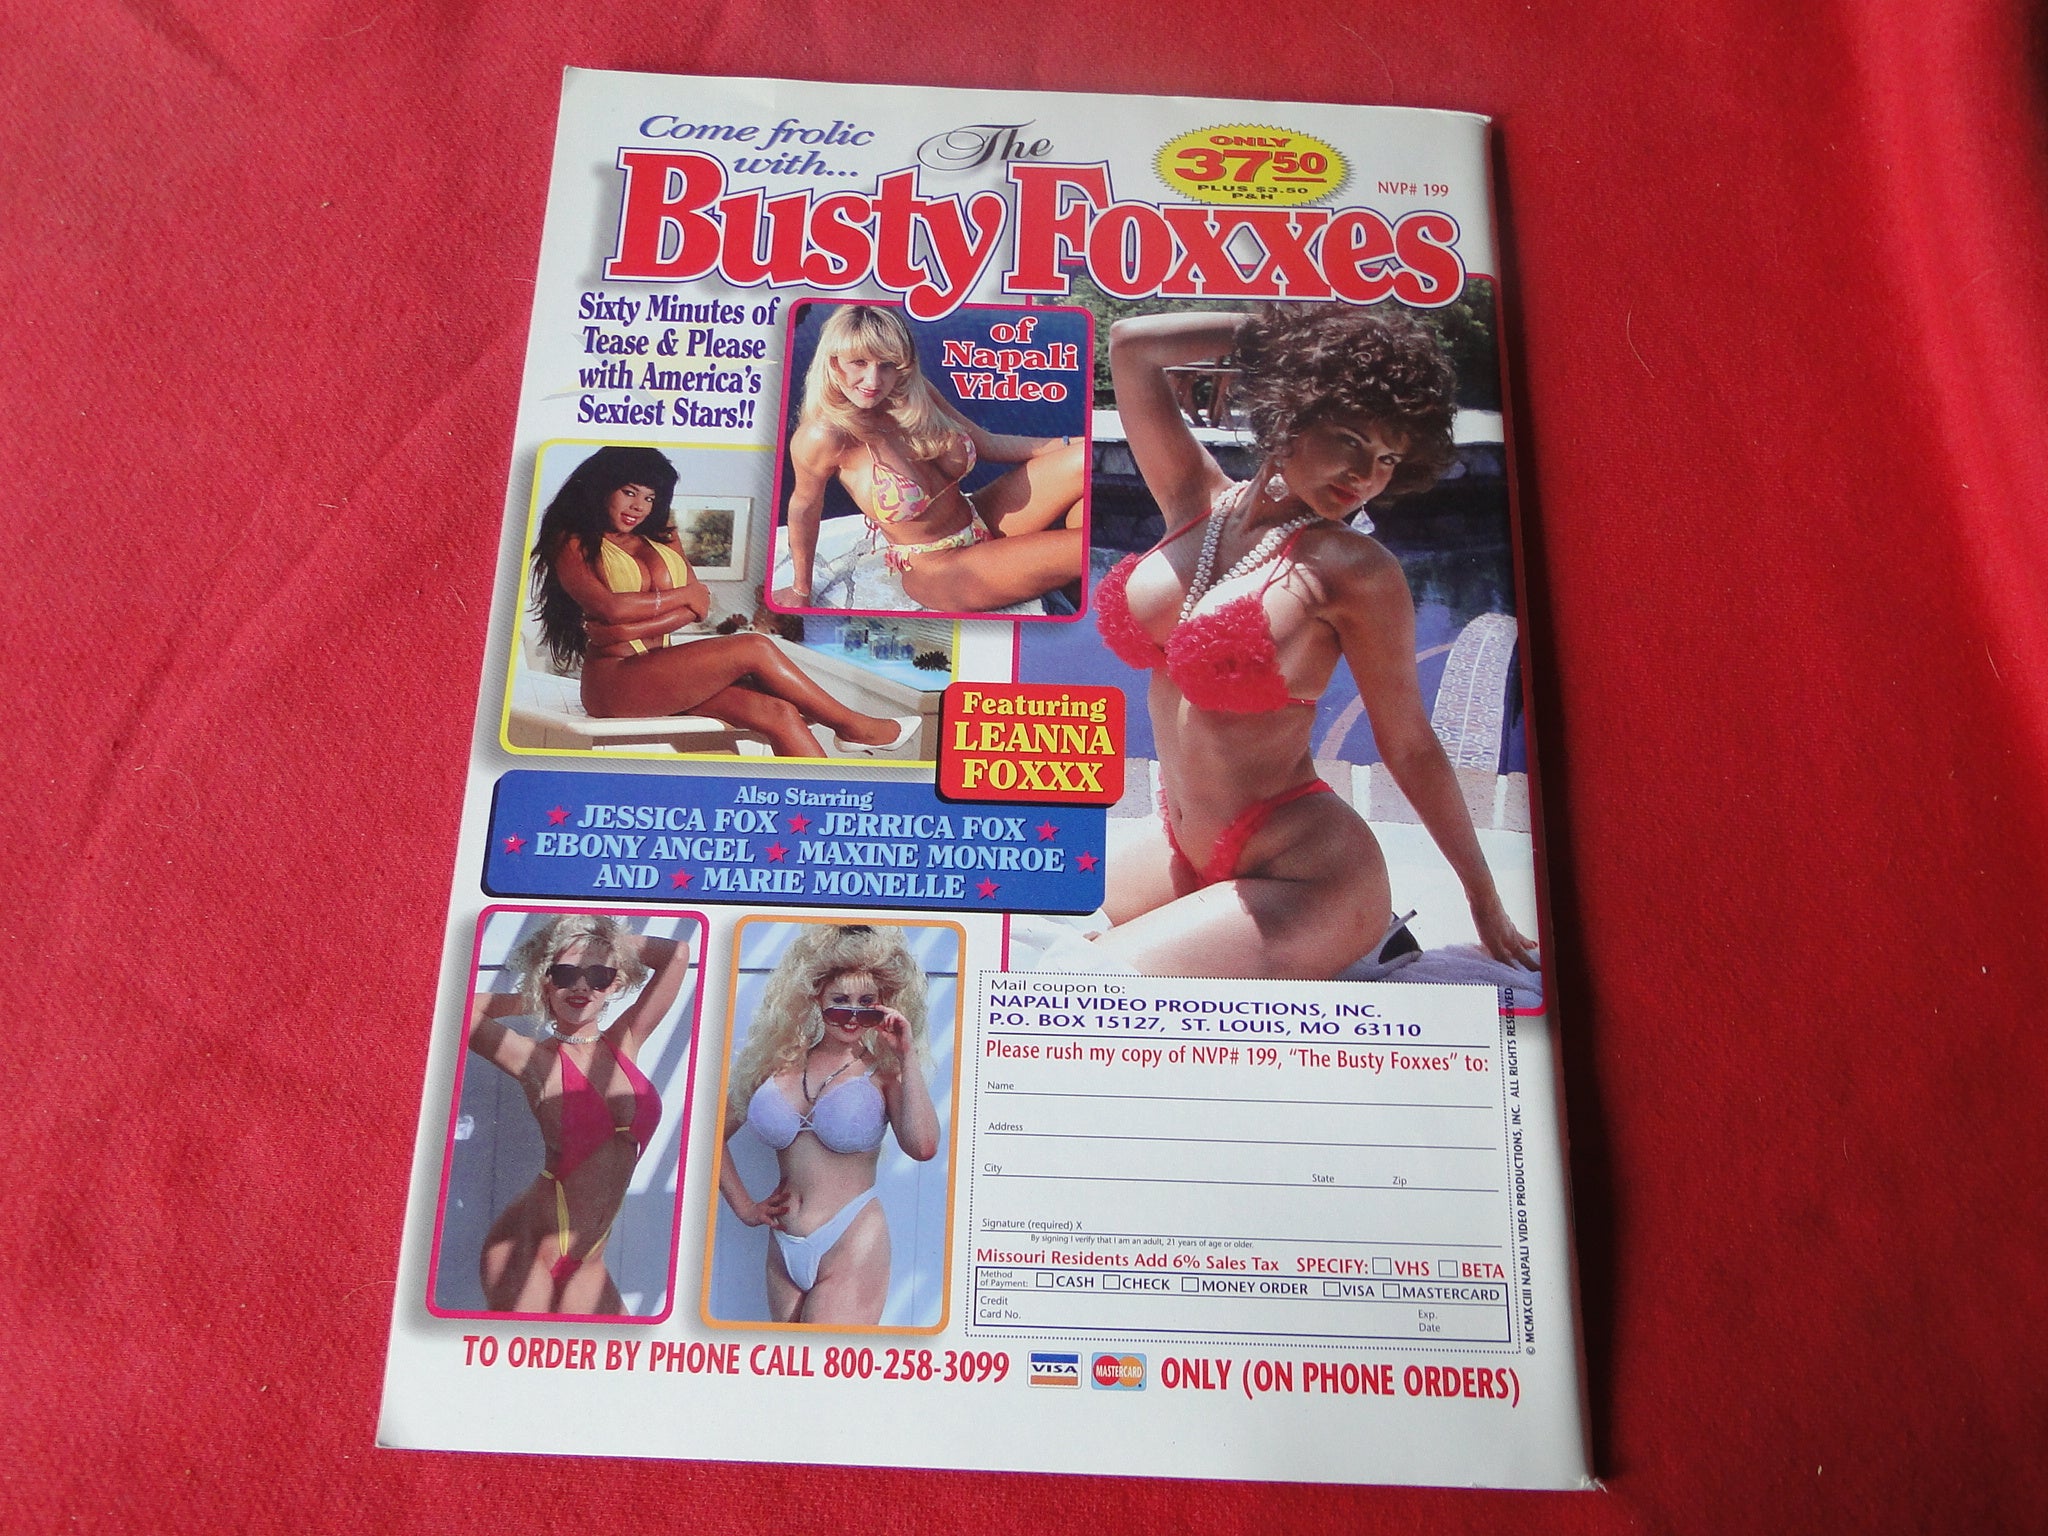 Come frolic
with...
The
Busty Foxxes
ONLY
37.50
PLUS $3.50
P&H
NVP# 199
Sixty Minutes of
Tease & Please
with America's
Sexiest Stars!!
of
Napali
Video
Featuring
LEANNA
FOXXX
Also Starring
★ JESSICA FOX ★ JERRICA FOX ★
★ EBONY ANGEL ★ MAXINE MONROE ★
AND ★ MARIE MONELLE ★
Mail coupon to:
NAPALI VIDEO PRODUCTIONS, INC.
P.O. BOX 15127, ST. LOUIS, MO 63110
Please rush my copy of NVP# 199, "The Busty Foxxes" to:
Name
Address
City State Zip
Signature (required) X
By signing I verify that I am an adult, 21 years of age or older.
Missouri Residents Add 6% Sales Tax SPECIFY: VHS BETA
Method
of Payment: CASH CHECK MONEY ORDER VISA MASTERCARD
Credit
Card No.
Exp.
Date
© MCMXCIII NAPALI VIDEO PRODUCTIONS, INC. ALL RIGHTS RESERVED.
TO ORDER BY PHONE CALL 800-258-3099 VISA MASTERCARD ONLY (ON PHONE ORDERS)